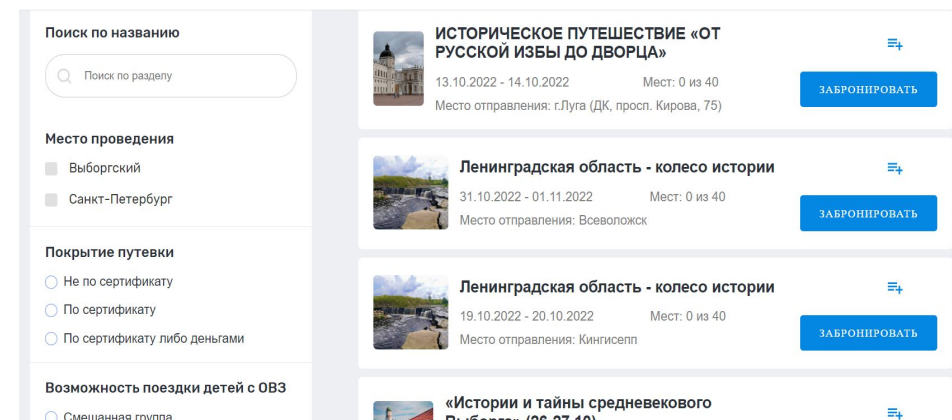 Поиск по названию
Поиск по разделу
Место проведения
Выборгский
Санкт-Петербург
Покрытие путевки
Не по сертификату
По сертификату
По сертификату либо деньгами
Возможность поездки детей с ОВЗ
Смешанная группа
ИСТОРИЧЕСКОЕ ПУТЕШЕСТВИЕ «ОТ
РУССКОЙ ИЗБЫ ДО ДВОРЦА»
13.10.2022 - 14.10.2022 Мест: 0 из 40
Место отправления: г.Луга (ДК, просп. Кирова, 75)
ЗАБРОНИРОВАТЬ
Ленинградская область - колесо истории
31.10.2022 - 01.11.2022 Мест: 0 из 40
Место отправления: Всеволожск
ЗАБРОНИРОВАТЬ
Ленинградская область - колесо истории
19.10.2022 - 20.10.2022 Мест: 0 из 40
Место отправления: Кингисепп
ЗАБРОНИРОВАТЬ
«Истории и тайны средневекового
Выборга» (26-27.10)